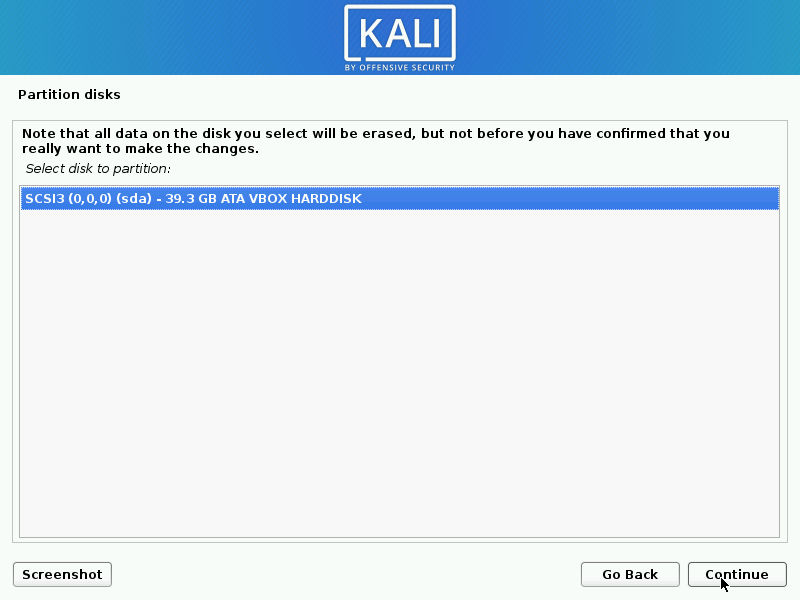 KALI
BY OFFENSIVE SECURITY
Partition disks
Note that all data on the disk you select will be erased, but not before you have confirmed that you
really want to make the changes.
Select disk to partition:
SCSI3 (0,0,0) (sda) - 39.3 GB ATA VBOX HARDDISK
Screenshot
Go Back
Continue